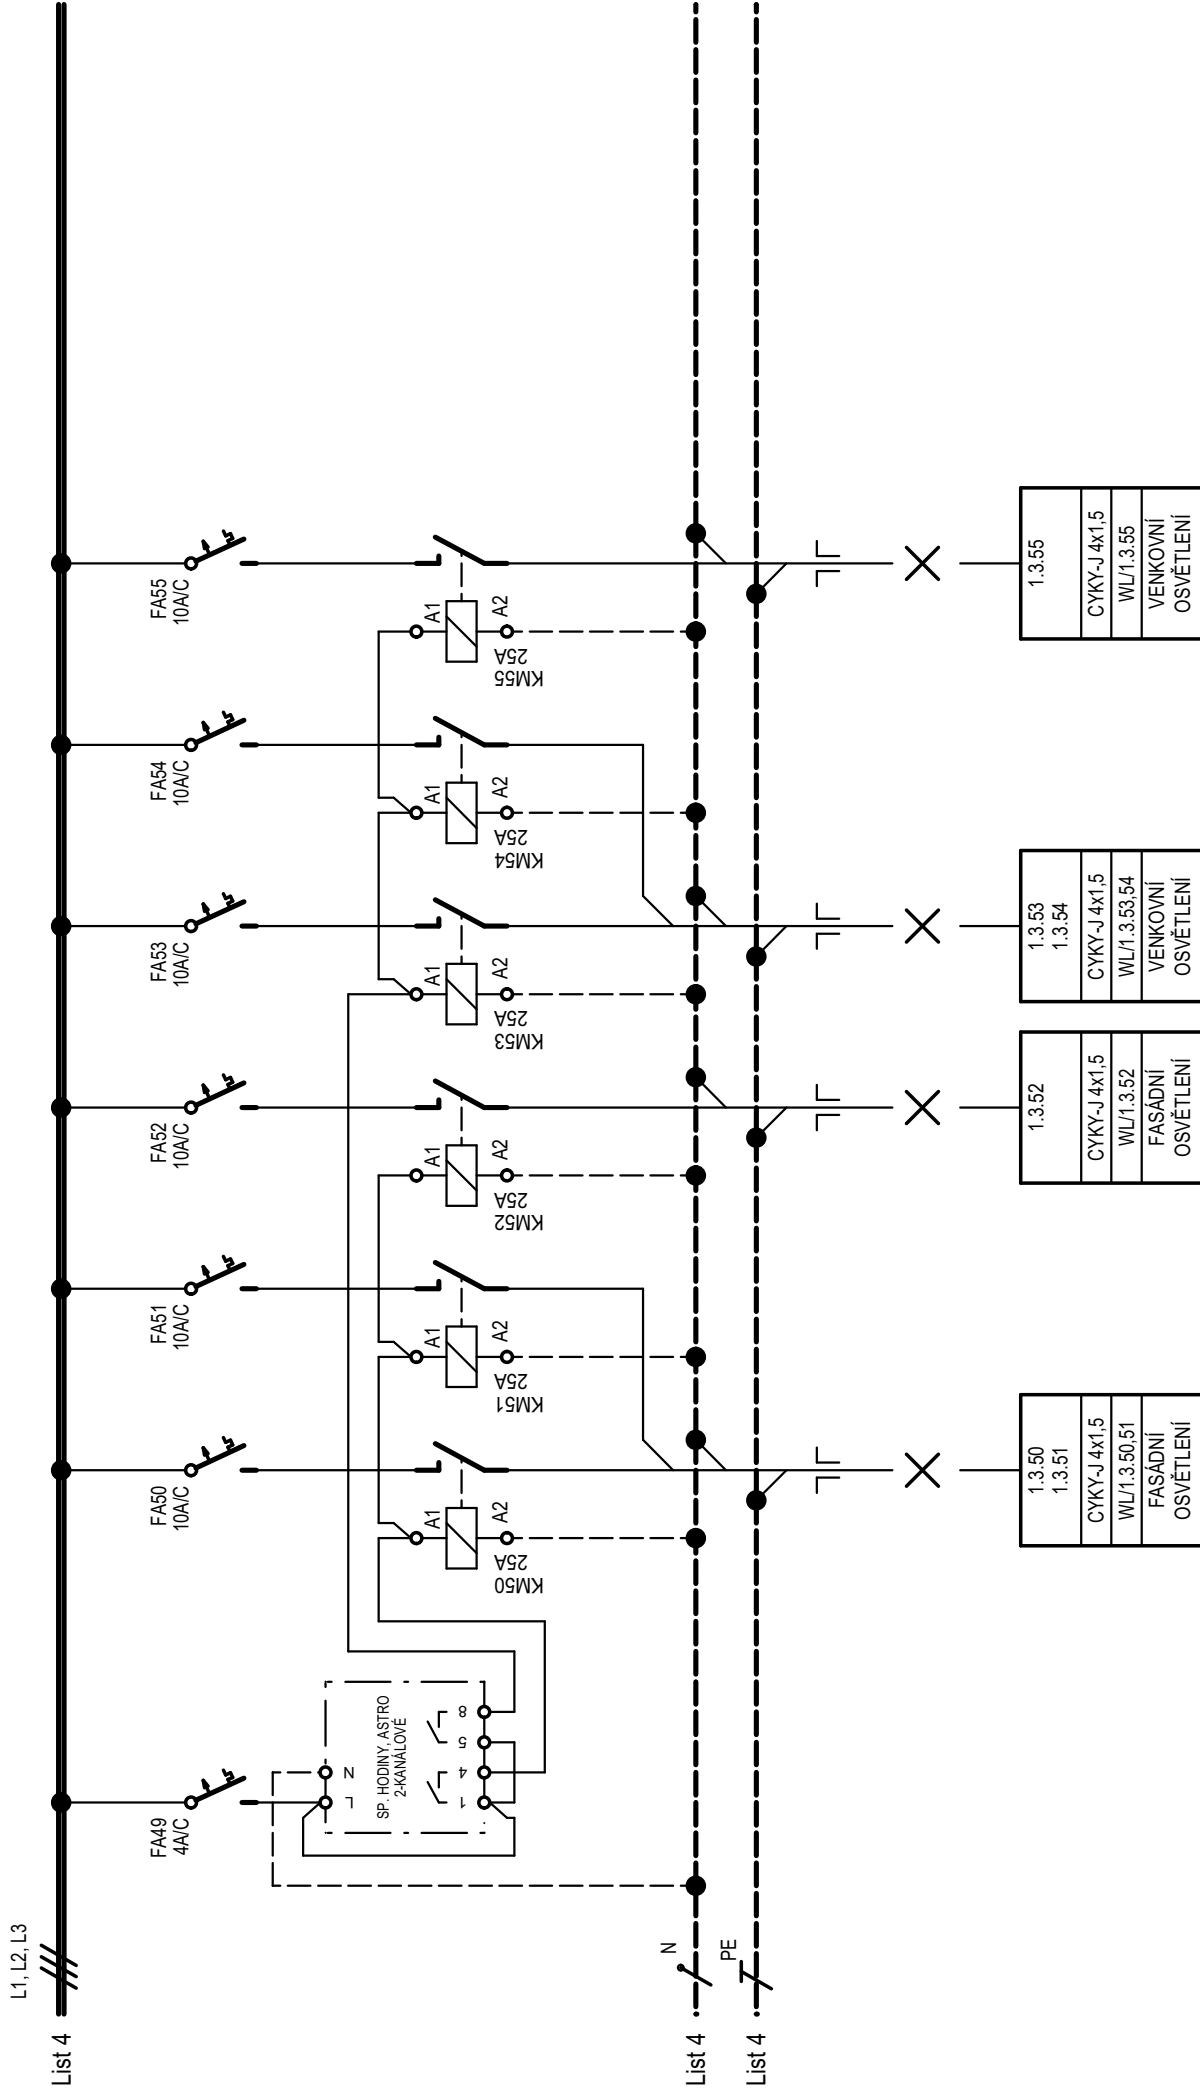 List 4
L1, L2, L3
FA49
4A/C
FA50
10A/C
FA51
10A/C
FA52
10A/C
FA53
10A/C
FA54
10A/C
FA55
10A/C
L
N
SP. HODINY, ASTRO
2-KANÁLOVÉ
1
4
5
8
A1
A2
25A
KM50
A1
A2
25A
KM51
A1
A2
25A
KM52
A1
A2
25A
KM53
A1
A2
25A
KM54
A1
A2
25A
KM55
List 4
N
List 4
PE
1.3.50
1.3.51
CYKY-J 4x1,5
WL/1.3.50,51
FASÁDNÍ
OSVĚTLENÍ
1.3.52
CYKY-J 4x1,5
WL/1.3.52
FASÁDNÍ
OSVĚTLENÍ
1.3.53
1.3.54
CYKY-J 4x1,5
WL/1.3.53,54
VENKOVNÍ
OSVĚTLENÍ
1.3.55
CYKY-J 4x1,5
WL/1.3.55
VENKOVNÍ
OSVĚTLENÍ